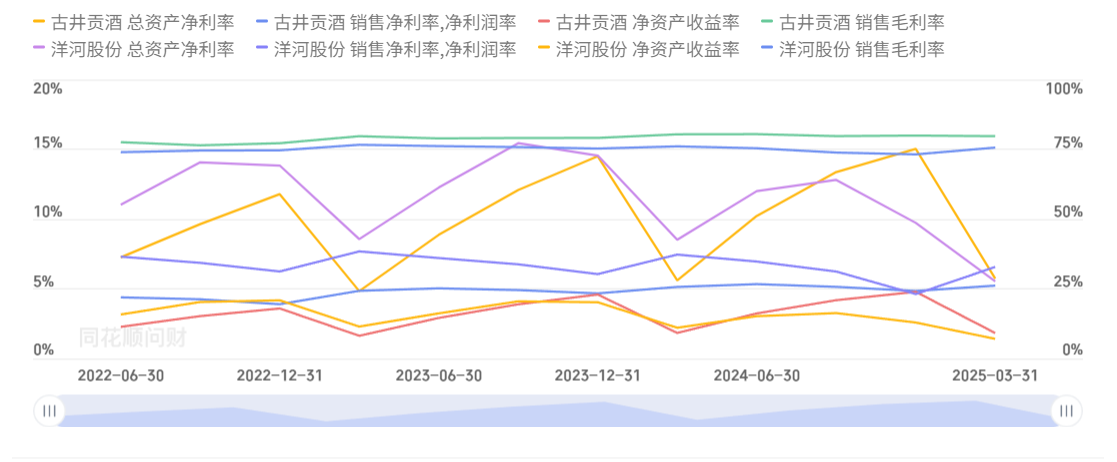 古井贡酒 总资产净利率 古井贡酒 销售净利率,净利润率 古井贡酒 净资产收益率 古井贡酒 销售毛利率
洋河股份 总资产净利率 洋河股份 销售净利率,净利润率 洋河股份 净资产收益率 洋河股份 销售毛利率
20% 100%
15% 75%
10% 50%
5% 25%
同花顺问财
0% 0%
2022-06-30 2022-12-31 2023-06-30 2023-12-31 2024-06-30 2025-03-31